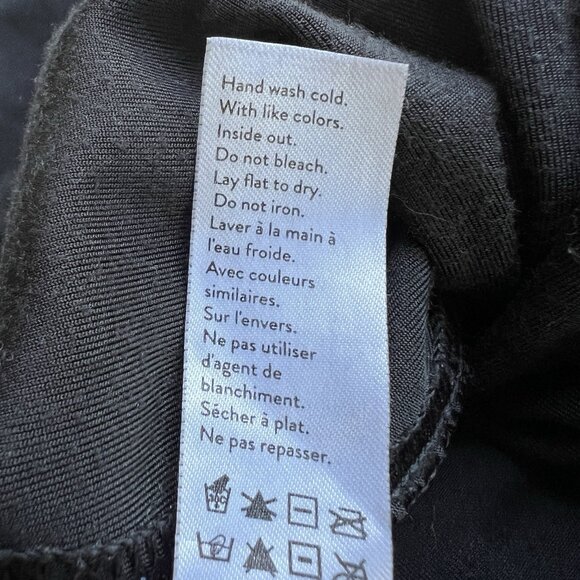 Hand wash cold.
With like colors.
Inside out.
Do not bleach.
Lay flat to dry.
Do not iron.
Laver à la main à
l'eau froide.
Avec couleurs
similaires.
Sur l'envers.
Ne pas utiliser
d'agent de
blanchiment.
Sécher à plat.
Ne pas repasser.